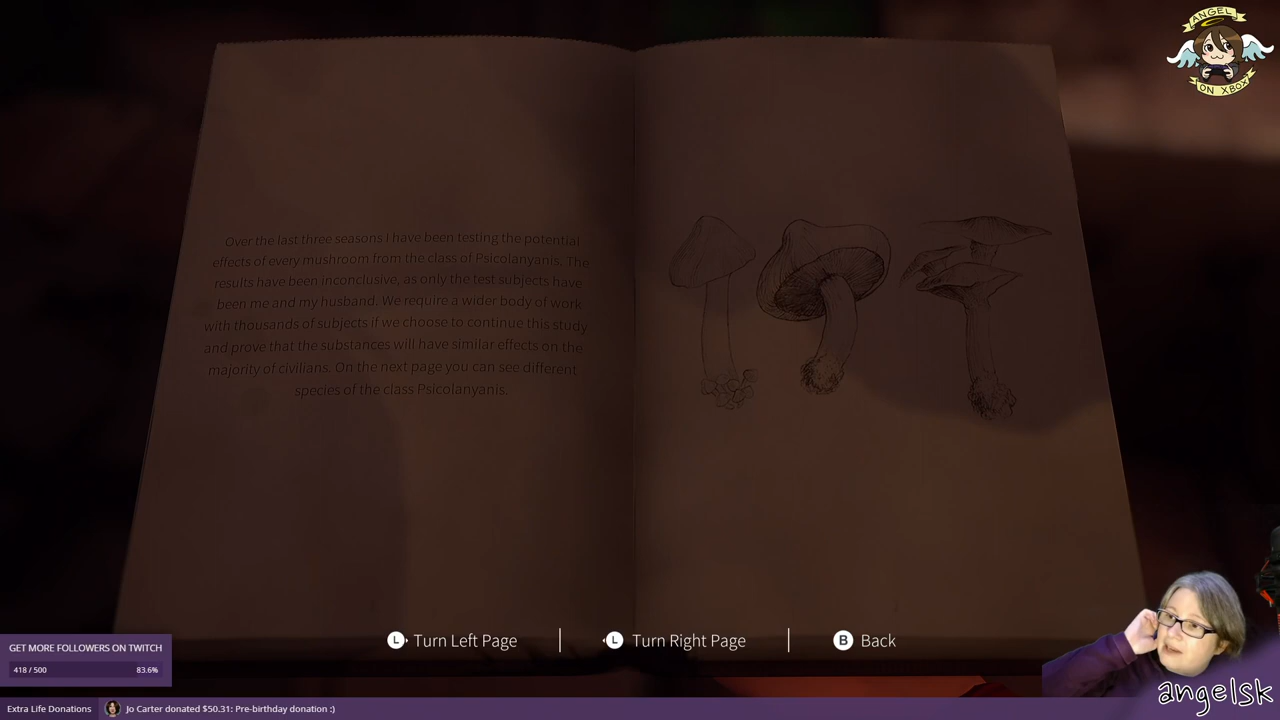 ANGEL
ON XBOX
Over the last three seasons I have been testing the potential
effects of every mushroom from the class of Psicolanyanis. The
results have been inconclusive, as only the test subjects have
been me and my husband. We require a wider body of work
with thousands of subjects if we choose to continue this study
and prove that the substances will have similar effects on the
majority of civilians. On the next page you can see different
species of the class Psicolanyanis.
L Turn Left Page
L Turn Right Page
B Back
GET MORE FOLLOWERS ON TWITCH
418 / 500 83.6%
angelsk
Extra Life Donations
Jo Carter donated $50.31: Pre-birthday donation :)